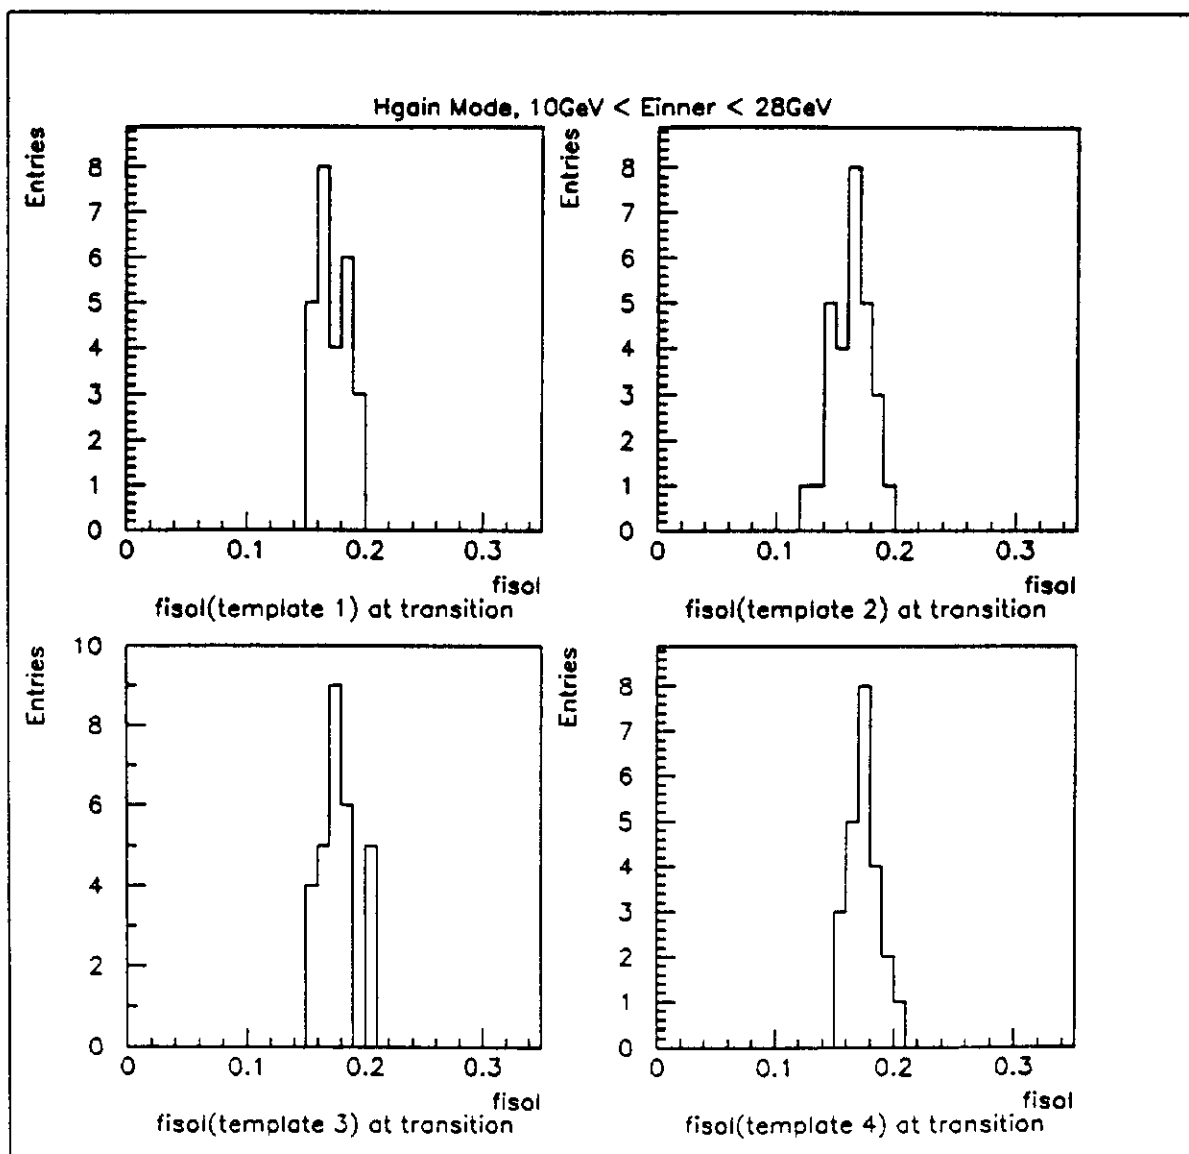 Hgain Mode, 10GeV < Einner < 28GeV
Entries
8
7
6
5
4
3
2
1
0
0 0.1 0.2 0.3
fisol
fisol(template 1) at transition
Entries
8
7
6
5
4
3
2
1
0
0 0.1 0.2 0.3
fisol
fisol(template 2) at transition
Entries
10
8
6
4
2
0
0 0.1 0.2 0.3
fisol
fisol(template 3) at transition
Entries
8
7
6
5
4
3
2
1
0
0 0.1 0.2 0.3
fisol
fisol(template 4) at transition